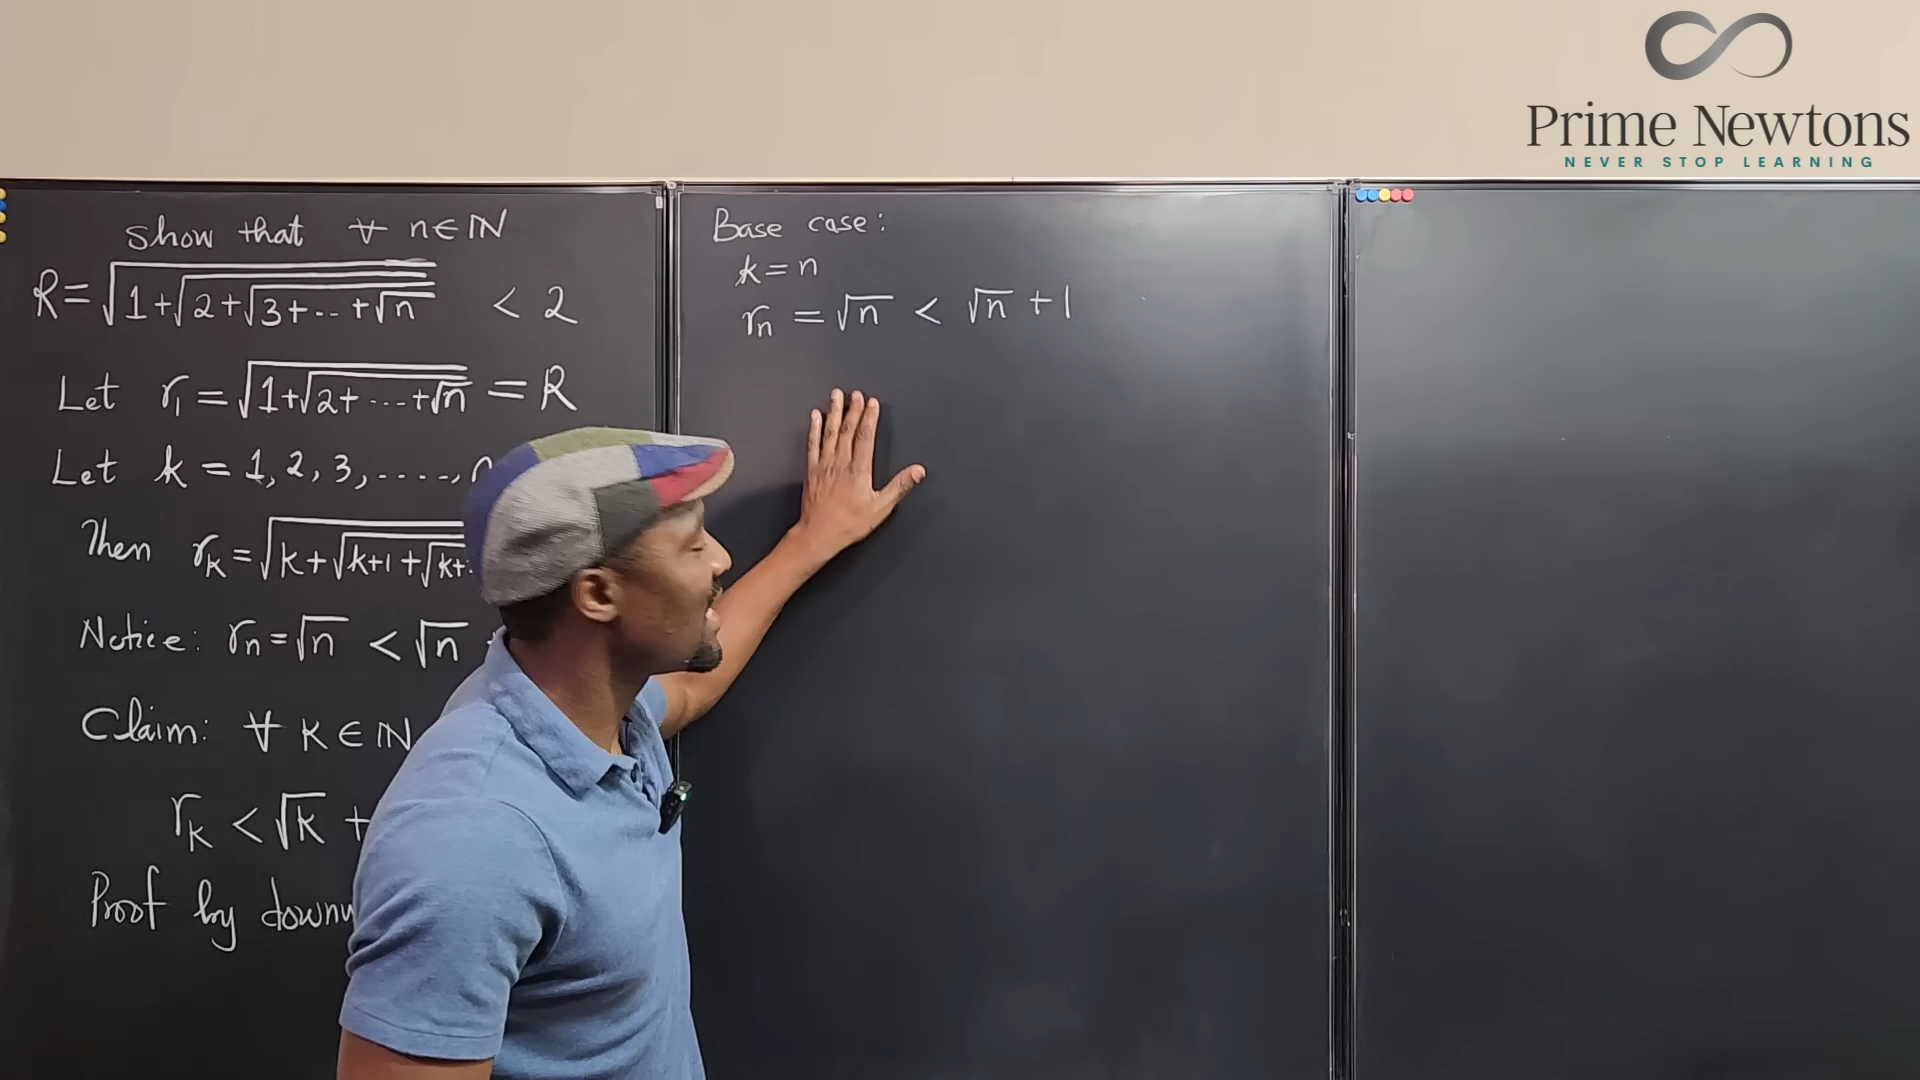 Prime Newtons
NEVER STOP LEARNING
Show that ∀ n∈ℕ
R=√(1+√(2+√(3+...+√n))) < 2
Let r₁ = √(1+√(2+....+√n)) = R
Let k = 1, 2, 3, .....,
Then r_k = √(k+√(k+1+√(k+
Notice: r_n = √n < √n
Claim: ∀ k ∈ ℕ
r_k < √k +
Proof by
Base case:
k = n
r_n = √n < √n + 1